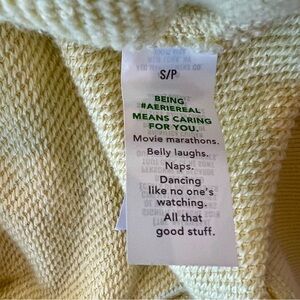 S/P
BEING
#AERIEREAL
MEANS CARING
FOR YOU.
Movie marathons.
Belly laughs.
Naps.
Dancing
like no one's
watching.
All that
good stuff.